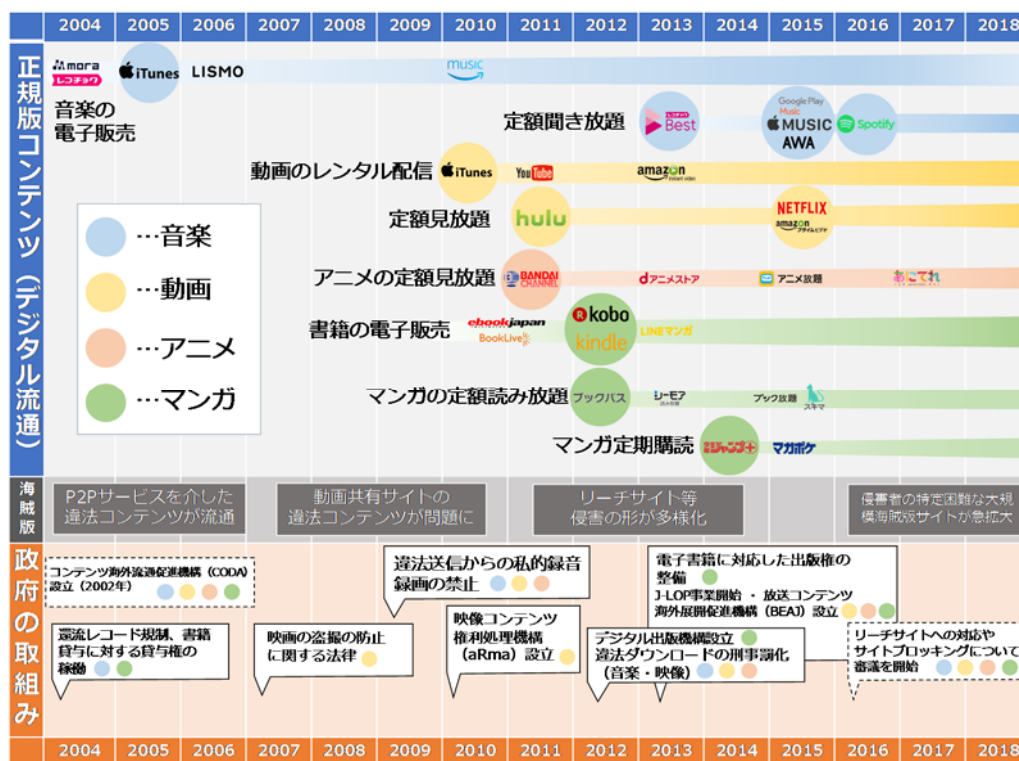 2004 2005 2006 2007 2008 2009 2010 2011 2012 2013 2014 2015 2016 2017 2018
正規版コンテンツ（デジタル流通）
mora
レコチョク
iTunes
LISMO
music
音楽の
電子販売
定額聞き放題
レコチョク
Best
Google Play
Music
MUSIC
AWA
Spotify
動画のレンタル配信
iTunes
YouTube
amazon
instant video
定額見放題
hulu
NETFLIX
amazon
プライムビデオ
アニメの定額見放題
BANDAI
CHANNEL
dアニメストア
アニメ放題
あにてれ
書籍の電子販売
ebookjapan
BookLive
kobo
kindle
LINEマンガ
マンガの定額読み放題
ブックパス
シーモア
読み放題
ブック放題
スキマ
マンガ定期購読
ジャンプ+
マガポケ
…音楽
…動画
…アニメ
…マンガ
海賊版
P2Pサービスを介した
違法コンテンツが流通
動画共有サイトの
違法コンテンツが問題に
リーチサイト等
侵害の形が多様化
侵害者の特定困難な大規
模海賊版サイトが急拡大
政府の取組み
コンテンツ海外流通促進機構（CODA）
設立（2002年）
還流レコード規制、書籍
貸与に対する貸与権の
稼働
映画の盗撮の防止
に関する法律
違法送信からの私的録音
録画の禁止
映像コンテンツ
権利処理機構
（aRma）設立
電子書籍に対応した出版権の
整備
J-LOP事業開始 ・ 放送コンテンツ
海外展開促進機構（BEAJ）設立
デジタル出版機構設立
違法ダウンロードの刑事罰化
（音楽・映像）
リーチサイトへの対応や
サイトブロッキングについて
審議を開始
2004 2005 2006 2007 2008 2009 2010 2011 2012 2013 2014 2015 2016 2017 2018